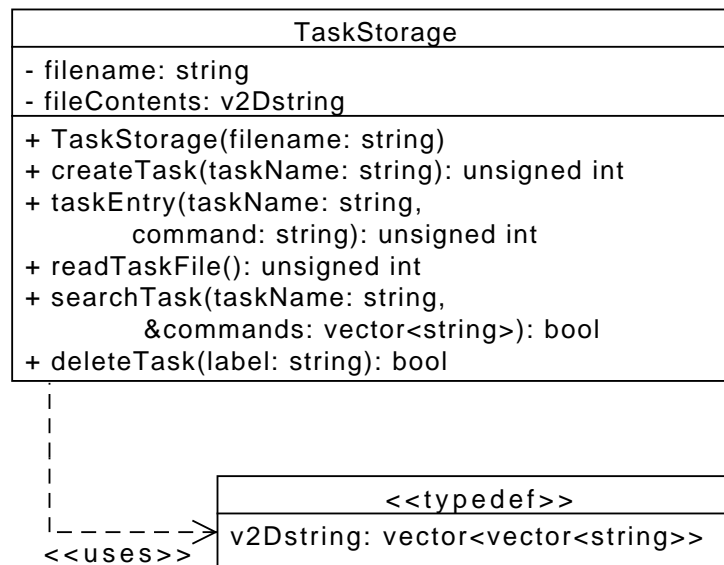 TaskStorage
- filename: string
- fileContents: v2Dstring
+ TaskStorage(filename: string)
+ createTask(taskName: string): unsigned int
+ taskEntry(taskName: string,
command: string): unsigned int
+ readTaskFile(): unsigned int
+ searchTask(taskName: string,
&commands: vector<string>): bool
+ deleteTask(label: string): bool
<<typedef>>
v2Dstring: vector<vector<string>>
<<uses>>